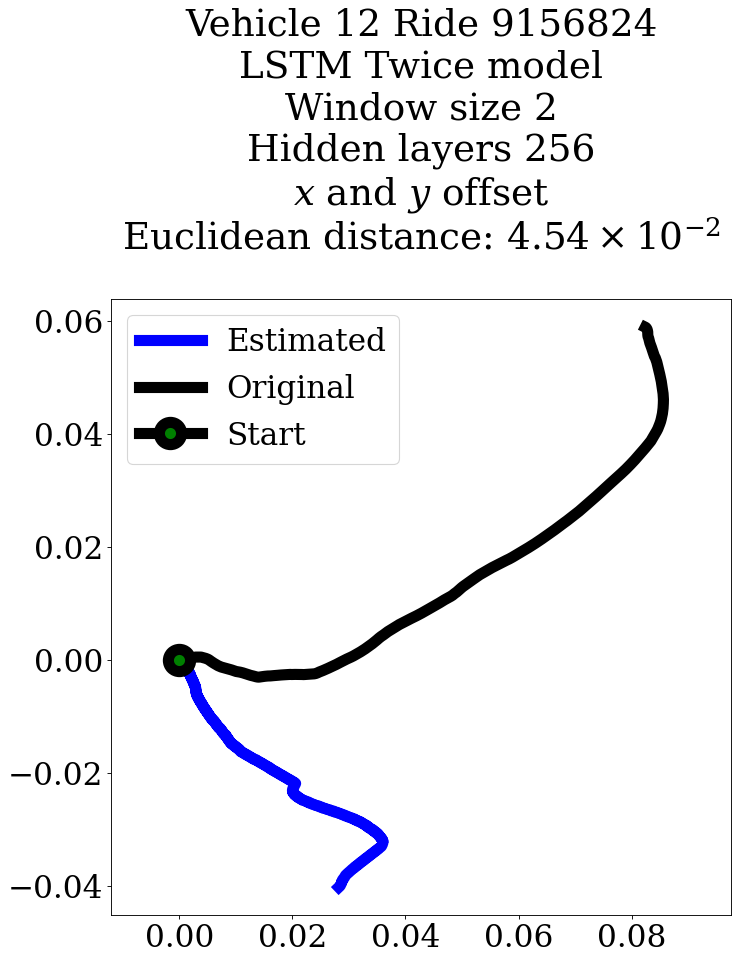 Vehicle 12 Ride 9156824
LSTM Twice model
Window size 2
Hidden layers 256
x and y offset
Euclidean distance: 4.54 × 10⁻²
Estimated
Original
Start
0.06
0.04
0.02
0.00
−0.02
−0.04
0.00 0.02 0.04 0.06 0.08